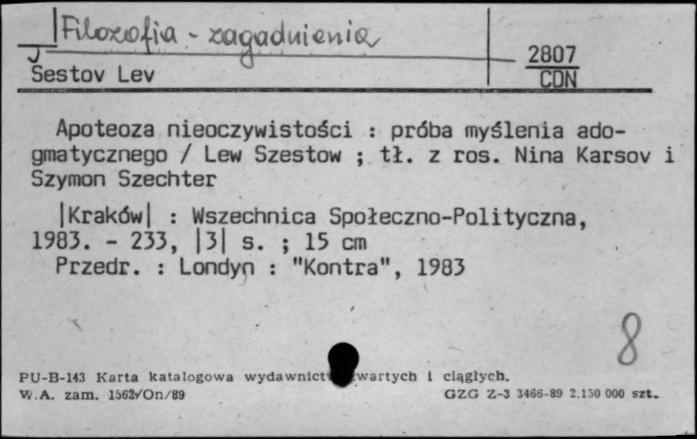 Filozofia - zagadnienia
2807
CDN
Šestov Lev
Apoteoza nieoczywistości : próba myślenia ado-
gmatycznego / Lew Szestow ; tł. z ros. Nina Karsov i
Szymon Szechter
|Kraków| : Wszechnica Społeczno-Polityczna,
1983. - 233, |3| s. ; 15 cm
Przedr. : Londyn : "Kontra", 1983
8
PU-B-143 Karta katalogowa wydawnict wartych i ciągłych.
W.A. zam. 1562/On/89 GZG Z-3 3466-89 2.150 000 szt.